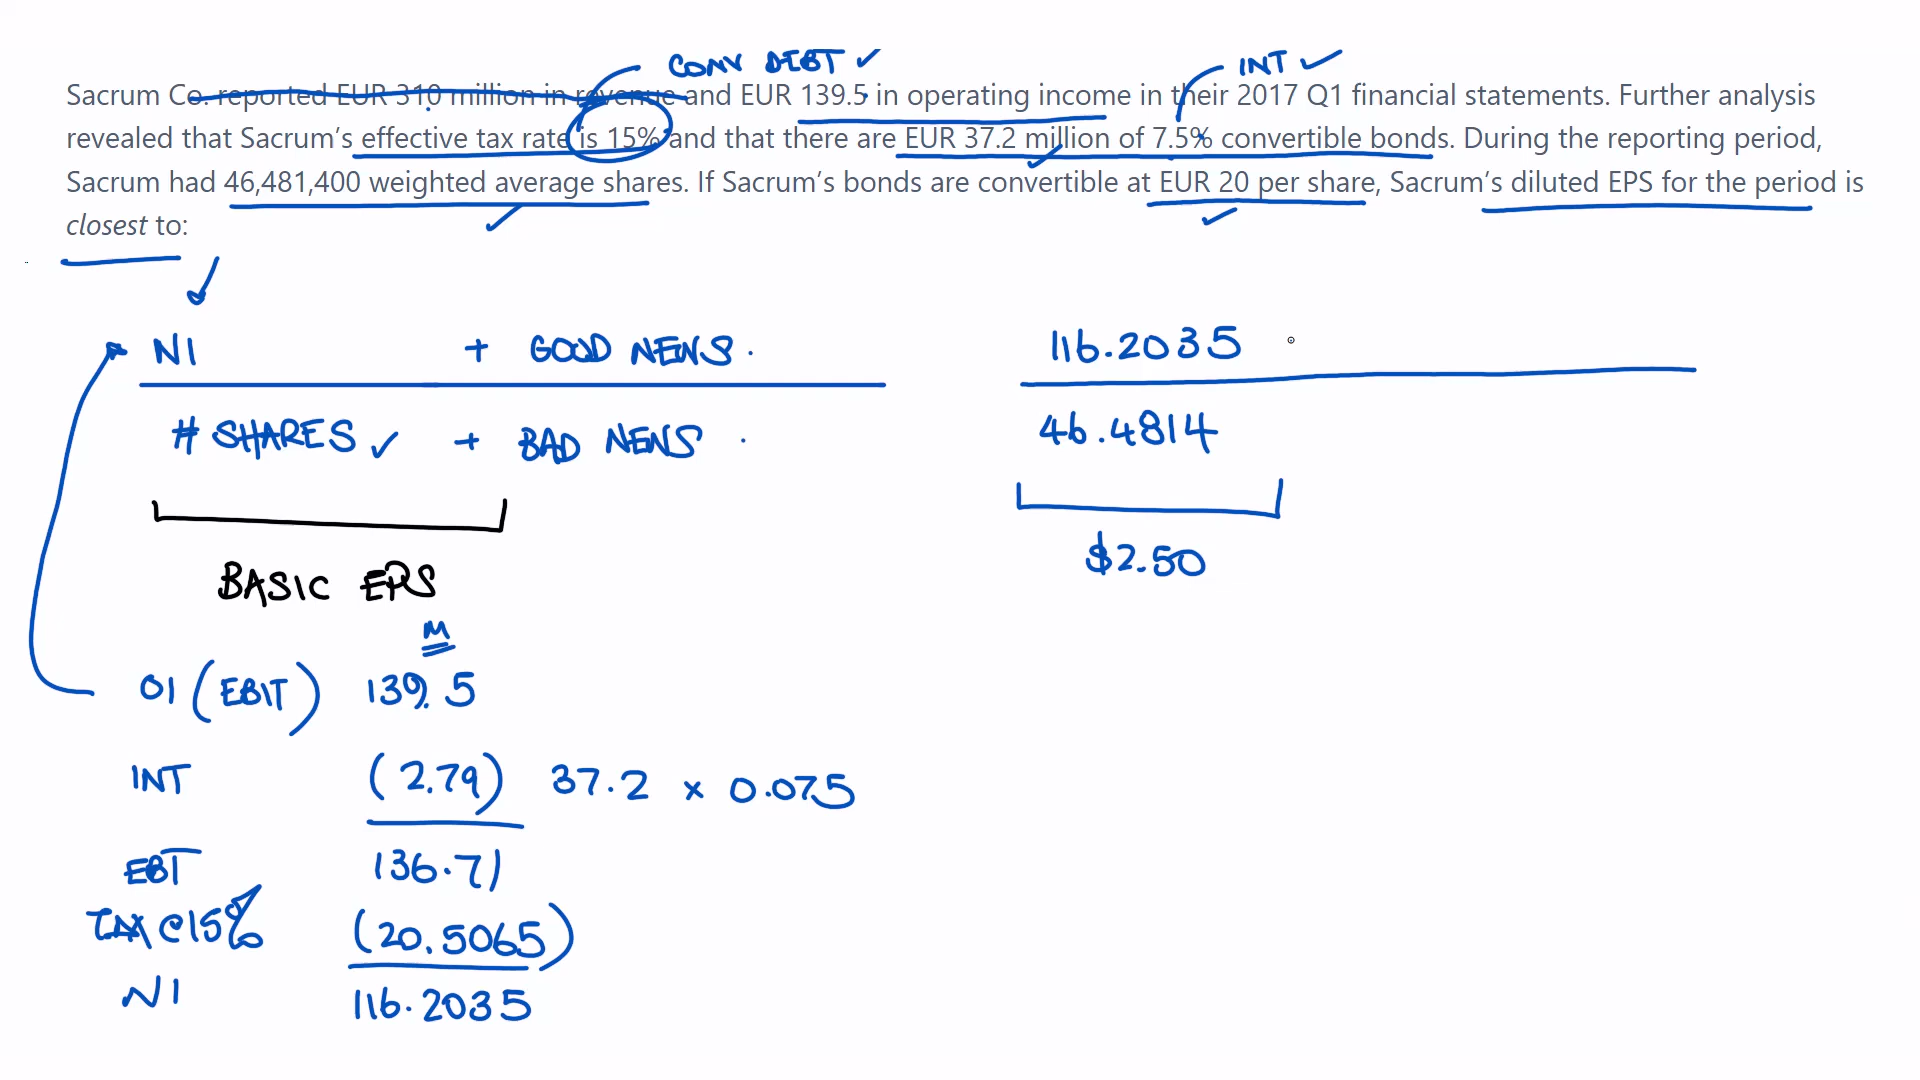 CONV DEBT ✓ INT ✓
Sacrum Co. reported EUR 310 million in revenue and EUR 139.5 in operating income in their 2017 Q1 financial statements. Further analysis
revealed that Sacrum’s effective tax rate is 15% and that there are EUR 37.2 million of 7.5% convertible bonds. During the reporting period,
Sacrum had 46,481,400 weighted average shares. If Sacrum’s bonds are convertible at EUR 20 per share, Sacrum’s diluted EPS for the period is
closest to:
NI + GOOD NEWS. 116.2035
# SHARES ✓ + BAD NEWS . 46.4814
$2.50
BASIC EPS
M
OI (EBIT) 139.5
INT (2.79) 37.2 x 0.075
EBT 136.71
TAX @15% (20.5065)
NI 116.2035